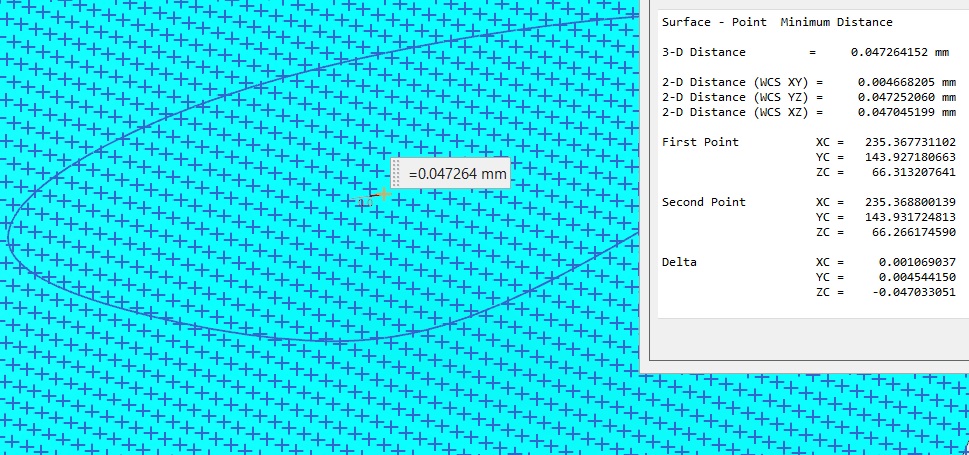 =0.047264 mm
Surface - Point Minimum Distance
3-D Distance = 0.047264152 mm
2-D Distance (WCS XY) = 0.004668205 mm
2-D Distance (WCS YZ) = 0.047252060 mm
2-D Distance (WCS XZ) = 0.047045199 mm
First Point XC = 235.367731102
YC = 143.927180663
ZC = 66.313207641
Second Point XC = 235.368800139
YC = 143.931724813
ZC = 66.266174590
Delta XC = 0.001069037
YC = 0.004544150
ZC = -0.047033051